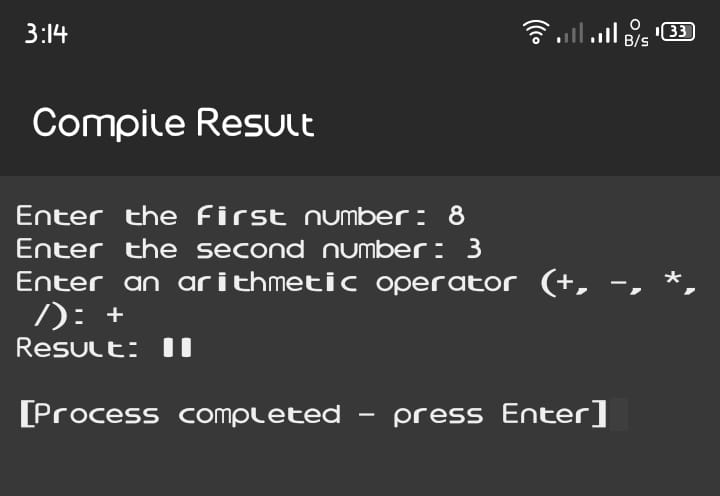 3:14
0
B/s
33
Compile Result
Enter the first number: 8
Enter the second number: 3
Enter an arithmetic operator (+, -, *,
/): +
Result: 11

[Process completed - press Enter]